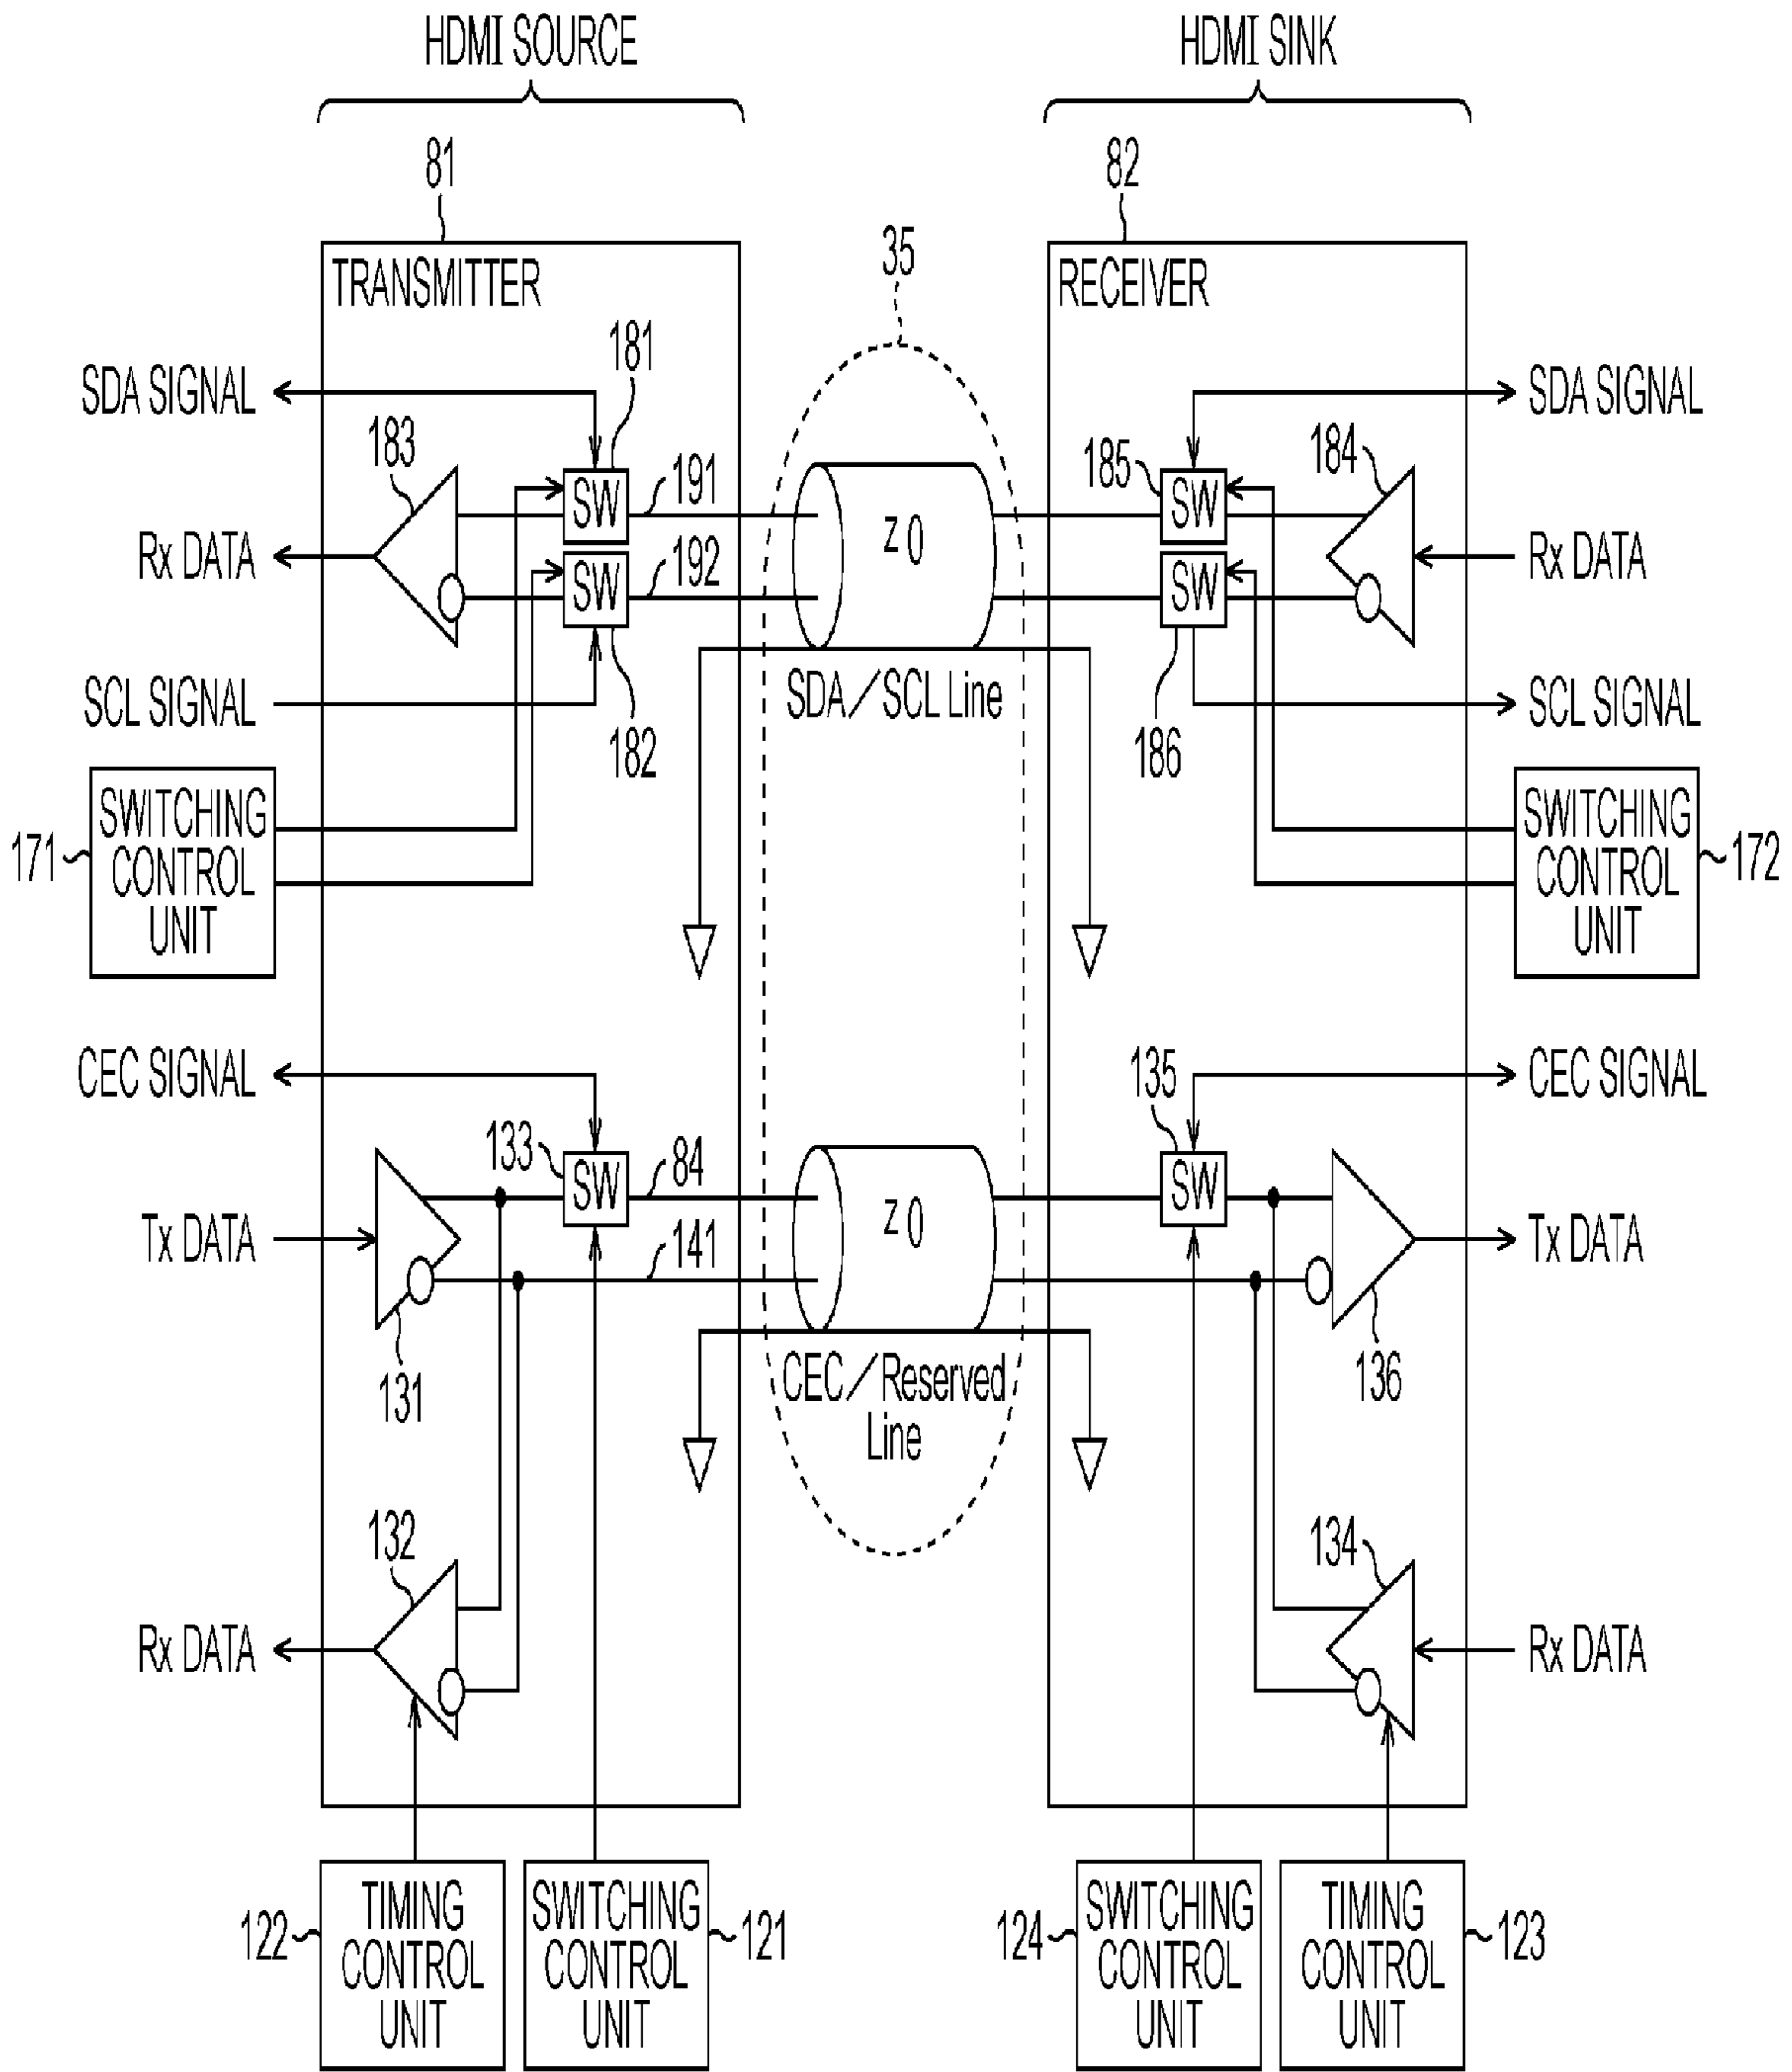 HDMI SOURCE
HDMI SINK
81
82
35
TRANSMITTER
RECEIVER
181
SDA SIGNAL
SDA SIGNAL
183
185
184
SW
191
Z0
SW
Rx DATA
Rx DATA
SW
192
SW
SCL SIGNAL
182
SDA/SCL Line
186
SCL SIGNAL
171
SWITCHING
CONTROL
UNIT
SWITCHING
CONTROL
UNIT
172
CEC SIGNAL
135
CEC SIGNAL
133
SW
84
Z0
SW
Tx DATA
141
Tx DATA
131
CEC/Reserved
Line
136
132
134
Rx DATA
Rx DATA
122
TIMING
CONTROL
UNIT
SWITCHING
CONTROL
UNIT
121
124
SWITCHING
CONTROL
UNIT
TIMING
CONTROL
UNIT
123